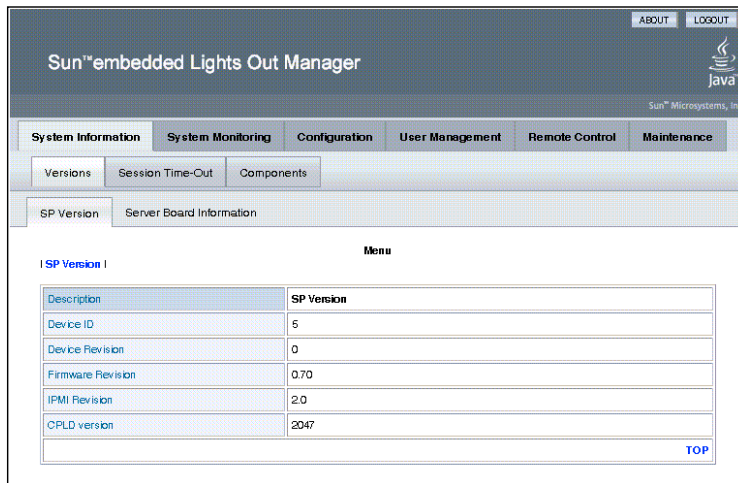 ABOUT LOGOUT
Sun™embedded Lights Out Manager
Java™
Sun™ Microsystems, In
System Information System Monitoring Configuration User Management Remote Control Maintenance
Versions Session Time-Out Components
SP Version Server Board Information
Menu
| SP Version |
Description SP Version
Device ID 5
Device Revision 0
Firmware Revision 0.70
IPMI Revision 2.0
CPLD version 2047
TOP